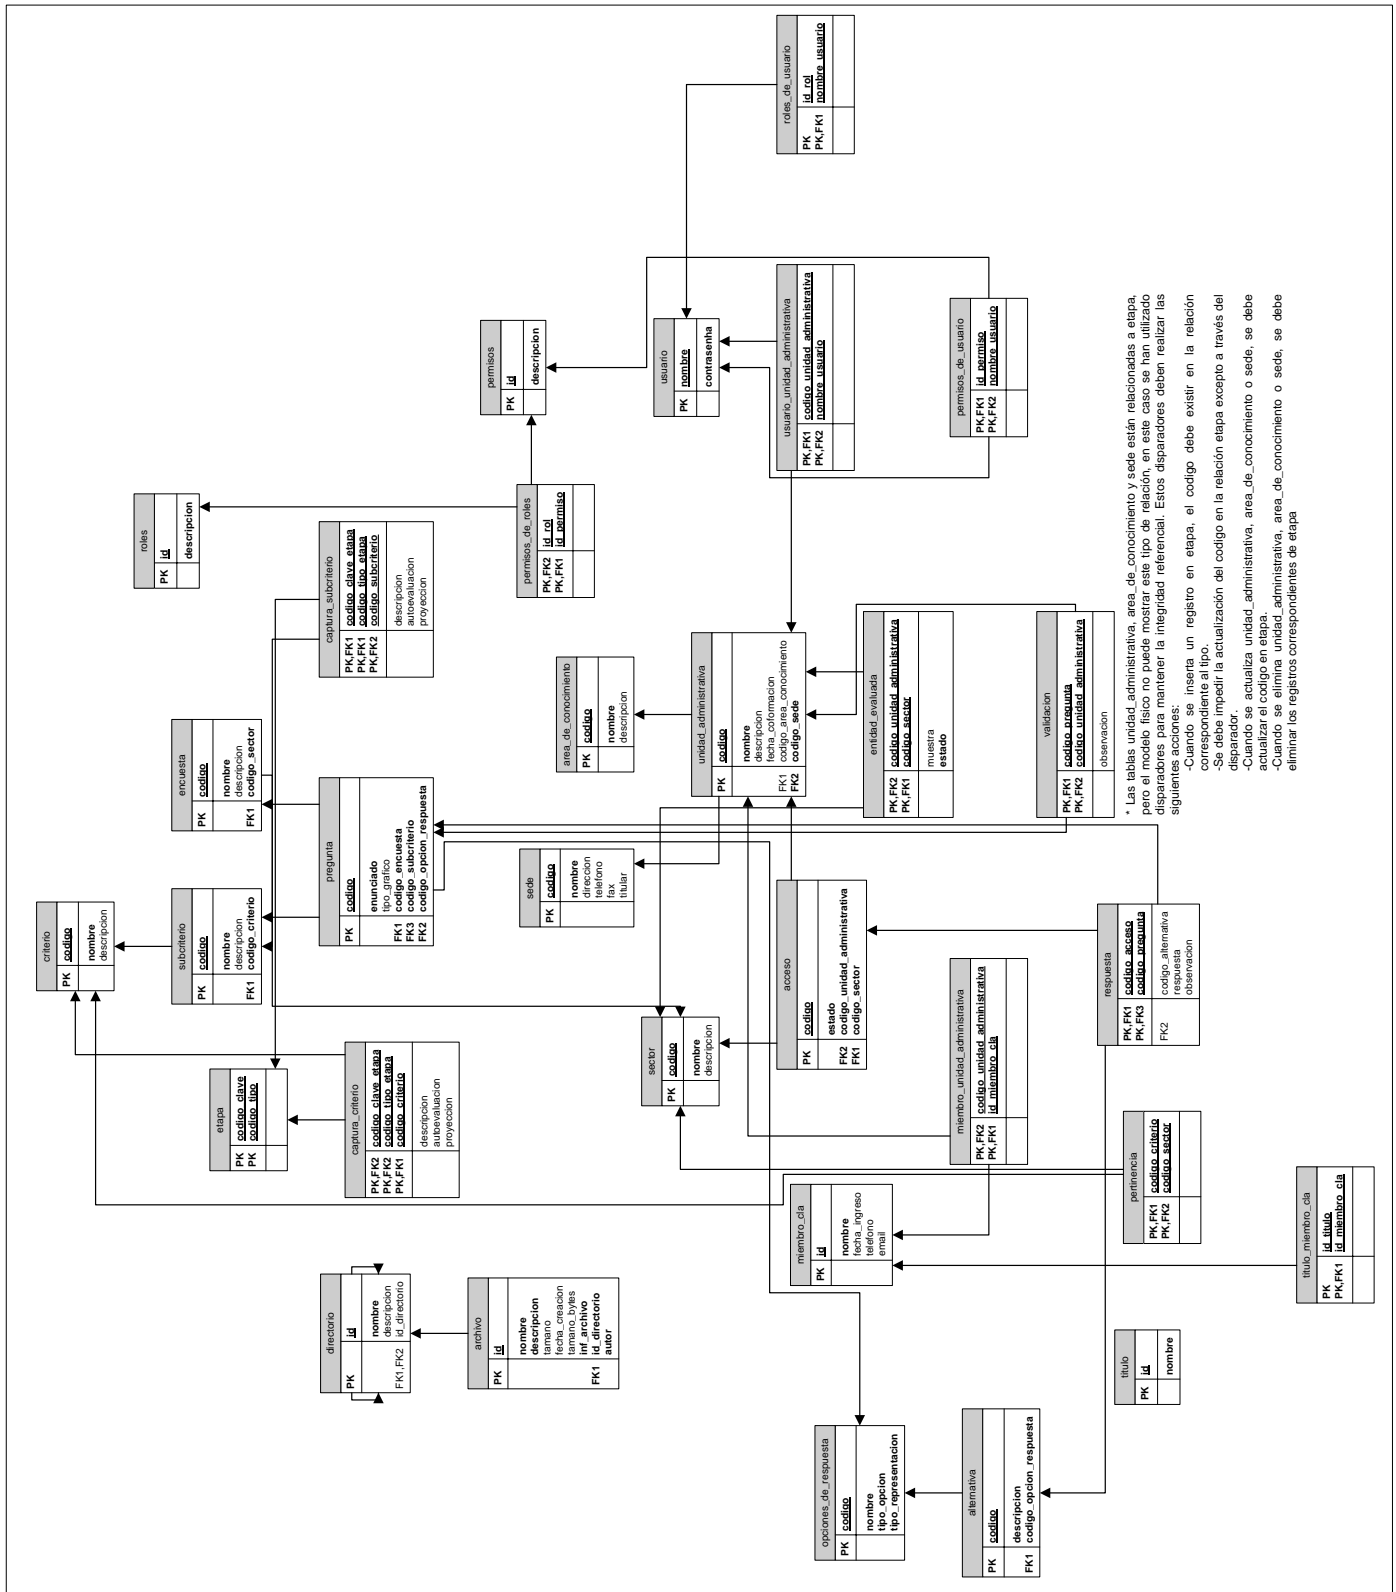 criterio
PK codigo
nombre
descripcion
roles
PK id
descripcion
subcriterio
PK codigo
nombre
descripcion
FK1 codigo_criterio
encuesta
PK codigo
nombre
descripcion
FK1 codigo_sector
etapa
PK codigo_clave
PK codigo_tipo
directorio
PK id
nombre
descripcion
FK1,FK2 id_directorio
captura_criterio
PK,FK2 codigo_clave_etapa
PK,FK2 codigo_tipo_etapa
PK,FK1 codigo_criterio
descripcion
autoevaluacion
proyeccion
pregunta
PK codigo
enunciado
tipo_grafico
FK1 codigo_encuesta
FK3 codigo_subcriterio
FK2 codigo_opcion_respuesta
captura_subcriterio
PK,FK1 codigo_clave_etapa
PK,FK1 codigo_tipo_etapa
PK,FK2 codigo_subcriterio
descripcion
autoevaluacion
proyección
archivo
PK id
nombre
descripcion
tamano
fecha_creacion
tamano_bytes
inf_archivo
FK1 id_directorio
autor
permisos
PK id
descripcion
permisos_de_roles
PK,FK2 id_rol
PK,FK1 id_permiso
sede
PK codigo
nombre
direccion
telefono
fax
titular
area_de_conocimiento
PK codigo
nombre
descripcion
sector
PK codigo
nombre
descripcion
usuario
PK nombre
contrasenha
unidad_administrativa
PK codigo
nombre
descripcion
fecha_coformacion
FK1 codigo_area_conocimiento
FK2 codigo_sede
acceso
PK codigo
estado
FK2 codigo_unidad_administrativa
FK1 codigo_sector
usuario_unidad_administrativa
PK,FK1 codigo_unidad_administrativa
PK,FK2 nombre_usuario
roles_de_usuario
PK id_rol
PK,FK1 nombre_usuario
miembro_cla
PK id
nombre
fecha_ingreso
telefono
email
opciones_de_respuesta
PK codigo
nombre
tipo_opcion
tipo_representacion
entidad_evaluada
PK,FK2 codigo_unidad_administrativa
PK,FK1 codigo_sector
muestra
estado
miembro_unidad_administrativa
PK,FK2 codigo_unidad_administrativa
PK,FK1 id_miembro_cla
permisos_de_usuario
PK,FK1 id_permiso
PK,FK2 nombre_usuario
alternativa
PK codigo
descripcion
FK1 codigo_opcion_respuesta
validacion
PK,FK1 codigo_pregunta
PK,FK2 codigo_unidad_administrativa
observacion
respuesta
PK,FK1 codigo_acceso
PK,FK3 codigo_pregunta
FK2 codigo_alternativa
respuesta
observacion
titulo
PK id
nombre
pertinencia
PK,FK1 codigo_criterio
PK,FK2 codigo_sector
titulo_miembro_cla
PK id_titulo
PK,FK1 id_miembro_cla
* Las tablas unidad_administrativa, area_de_conocimiento y sede están relacionadas a etapa,
pero el modelo físico no puede mostrar este tipo de relación, en este caso se han utilizado
disparadores para mantener la integridad referencial. Estos disparadores deben realizar las
siguientes acciones:
-Cuando se inserta un registro en etapa, el codigo debe existir en la relación
correspondiente al tipo.
-Se debe impedir la actualización del codigo en la relación etapa excepto a través del
disparador.
-Cuando se actualiza unidad_administrativa, area_de_conocimiento o sede, se debe
actualizar el codigo en etapa.
-Cuando se elimina unidad_administrativa, area_de_conocimiento o sede, se debe
eliminar los registros correspondientes de etapa